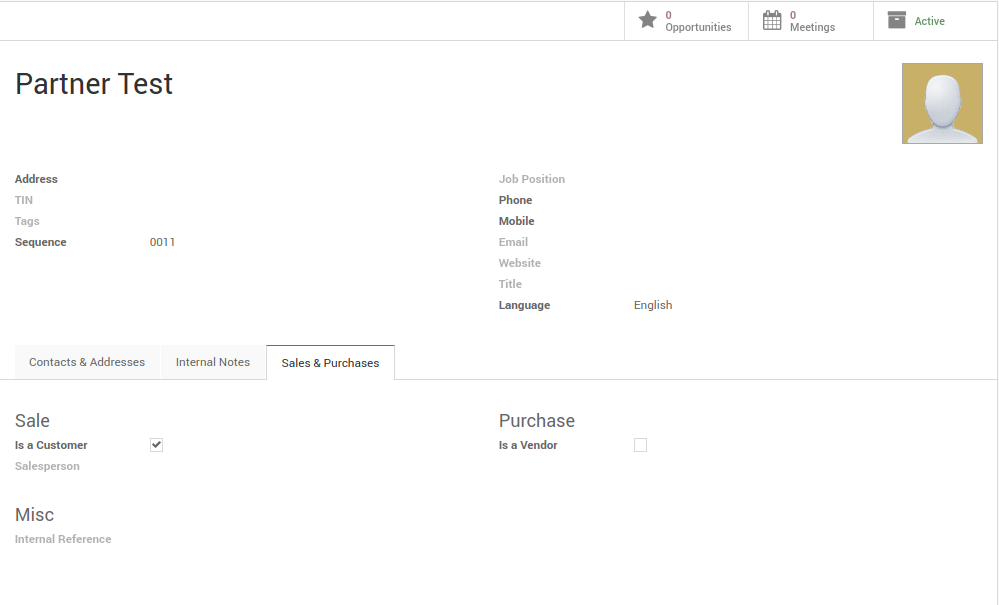 0
Opportunities
0
Meetings
Active
Partner Test
Address
TIN
Tags
Sequence 0011
Job Position
Phone
Mobile
Email
Website
Title
Language English
Contacts & Addresses Internal Notes Sales & Purchases
Sale
Is a Customer
Salesperson
Purchase
Is a Vendor
Misc
Internal Reference